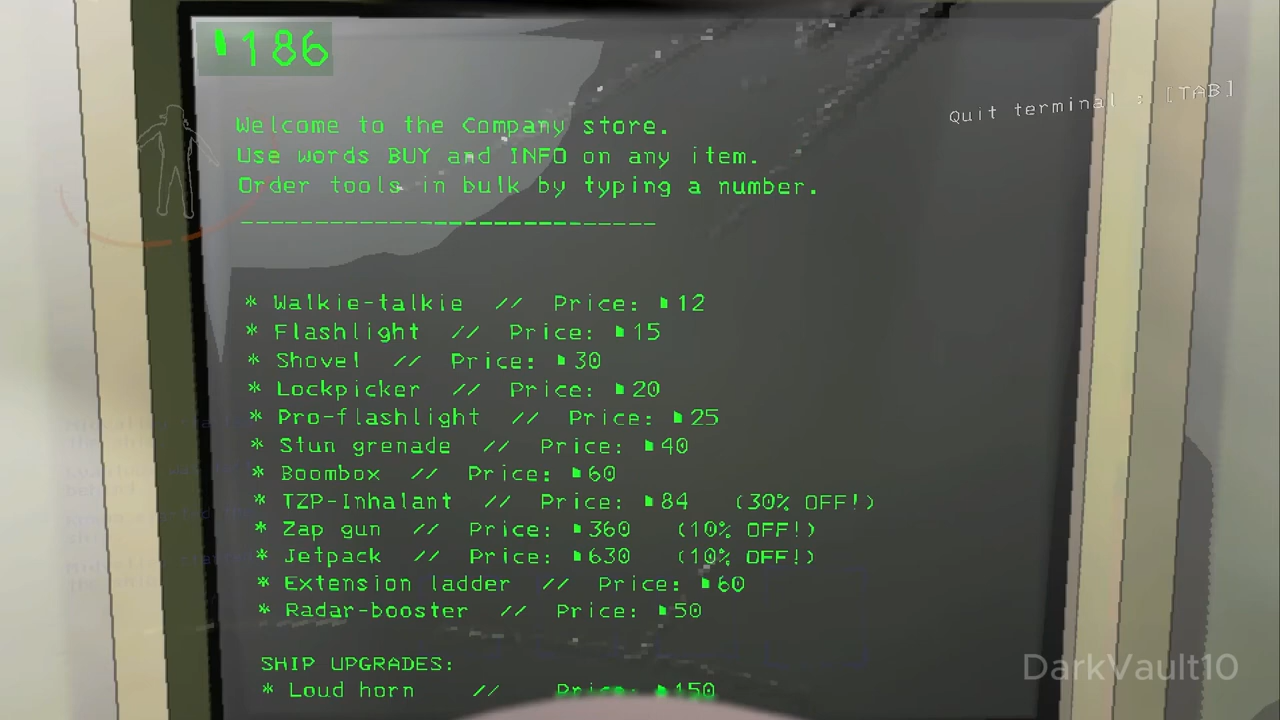 ▮186
Quit terminal : [TAB]
Welcome to the Company store.
Use words BUY and INFO on any item.
Order tools in bulk by typing a number.
----------------------------
* Walkie-talkie // Price: ▮12
* Flashlight // Price: ▮15
* Shovel // Price: ▮30
* Lockpicker // Price: ▮20
* Pro-flashlight // Price: ▮25
* Stun grenade // Price: ▮40
* Boombox // Price: ▮60
* TZP-Inhalant // Price: ▮84 (30% OFF!)
* Zap gun // Price: ▮360 (10% OFF!)
* Jetpack // Price: ▮630 (10% OFF!)
* Extension ladder // Price: ▮60
* Radar-booster // Price: ▮50
SHIP UPGRADES:
* Loud horn // Price: ▮150
DarkVault10